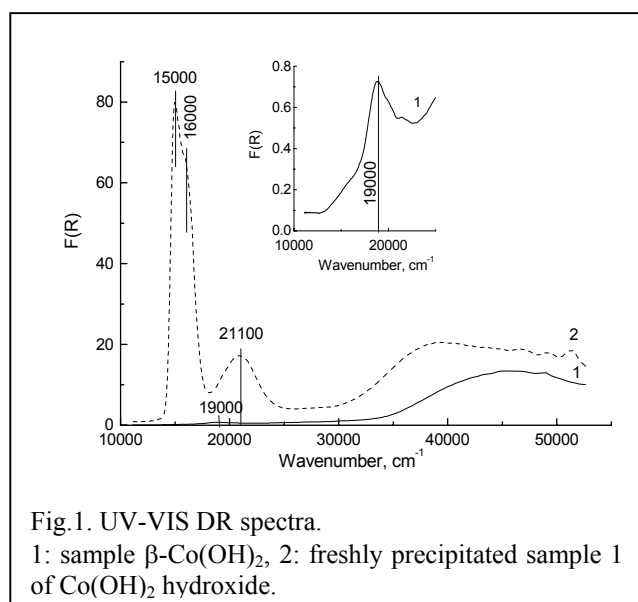 0.8
0.6
0.4
0.2
0.0
F(R)
1
19000
10000 20000
Wavenumber, cm⁻¹
15000
16000
80
60
40
20
0
F(R)
21100
19000
2
1
10000 20000 30000 40000 50000
Wavenumber, cm⁻¹
Fig.1. UV-VIS DR spectra.
1: sample β-Co(OH)₂, 2: freshly precipitated sample 1
of Co(OH)₂ hydroxide.